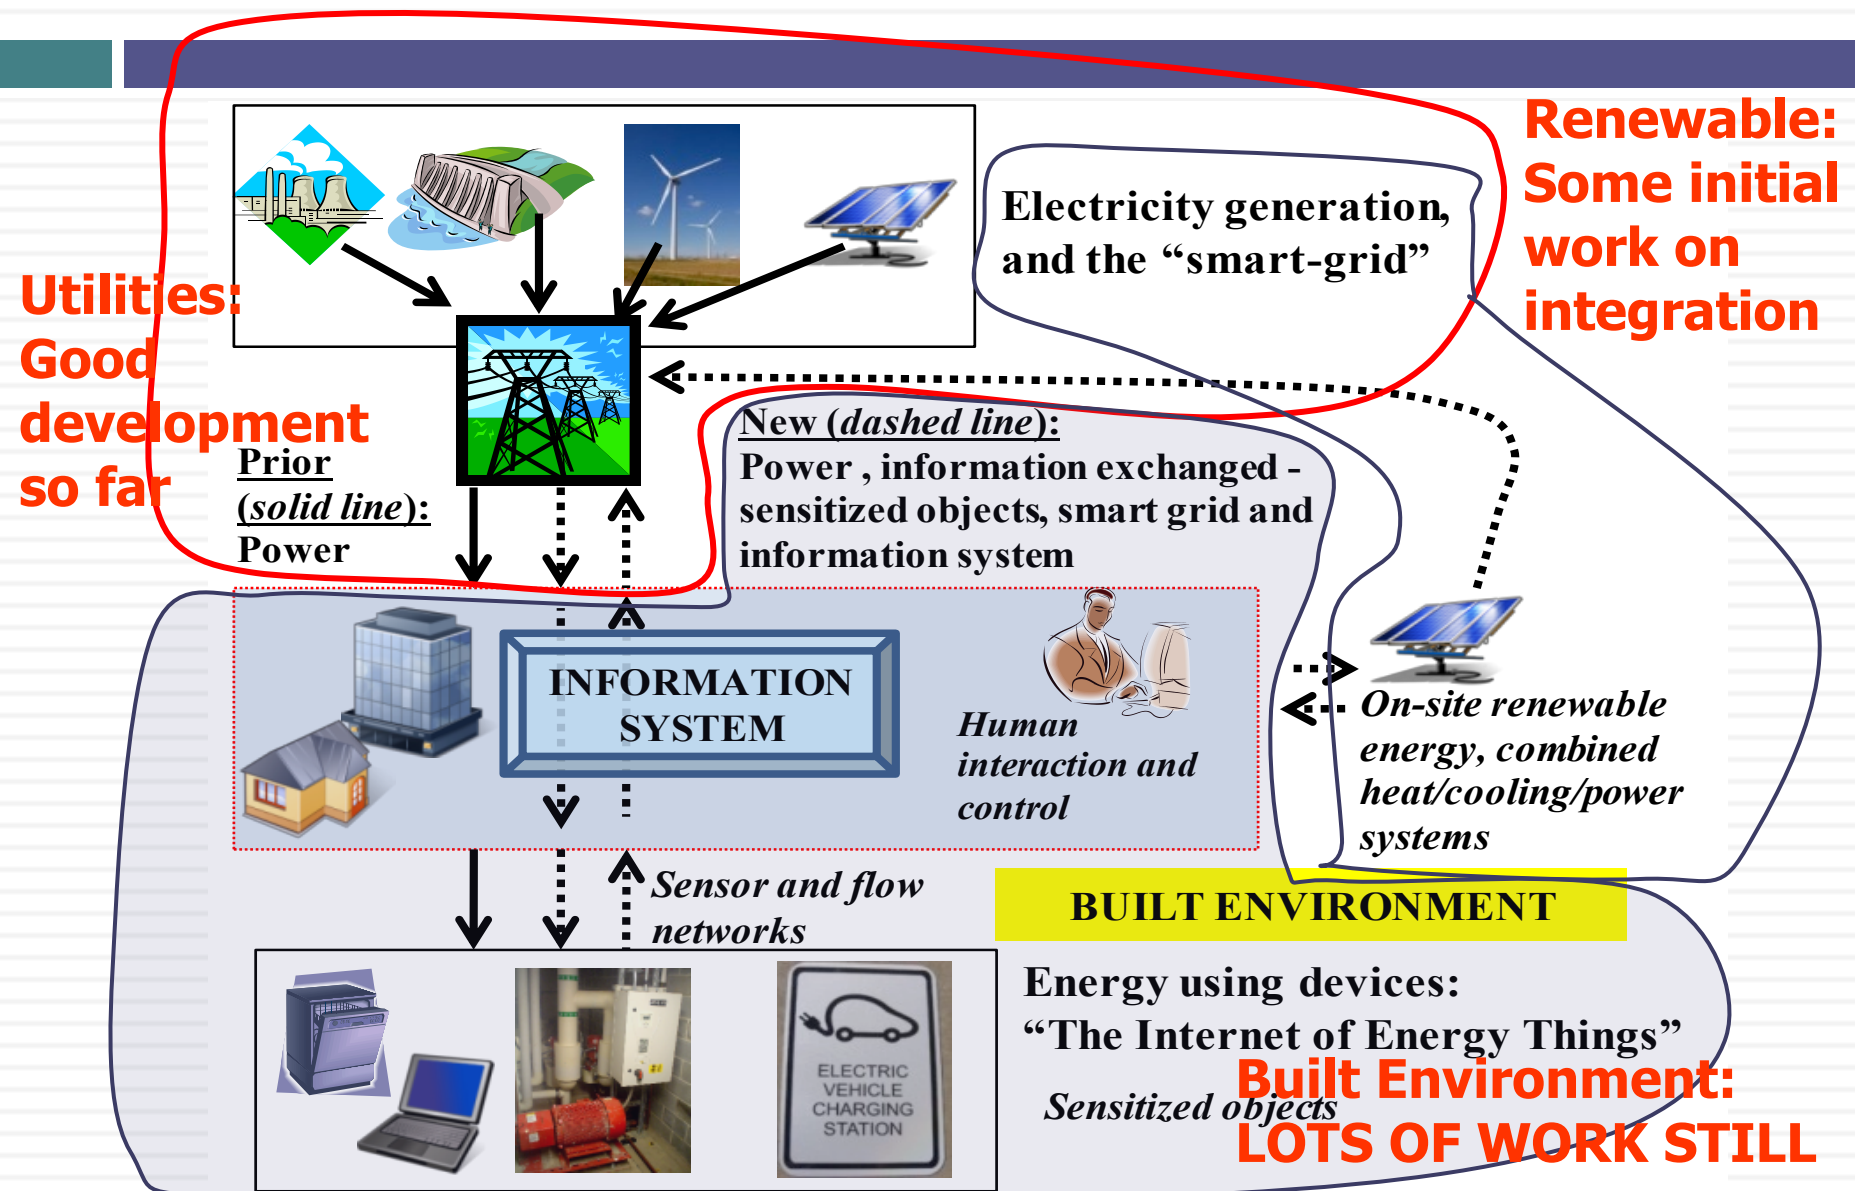 Renewable:
Some initial
work on
integration
Electricity generation,
and the “smart-grid”
Utilities:
Good
development
so far
Prior
(solid line):
Power
New (dashed line):
Power , information exchanged -
sensitized objects, smart grid and
information system
INFORMATION
SYSTEM
Human
interaction and
control
On-site renewable
energy, combined
heat/cooling/power
systems
Sensor and flow
networks
BUILT ENVIRONMENT
Energy using devices:
“The Internet of Energy Things”
Sensitized objects
Built Environment:
LOTS OF WORK STILL
ELECTRIC
VEHICLE
CHARGING
STATION